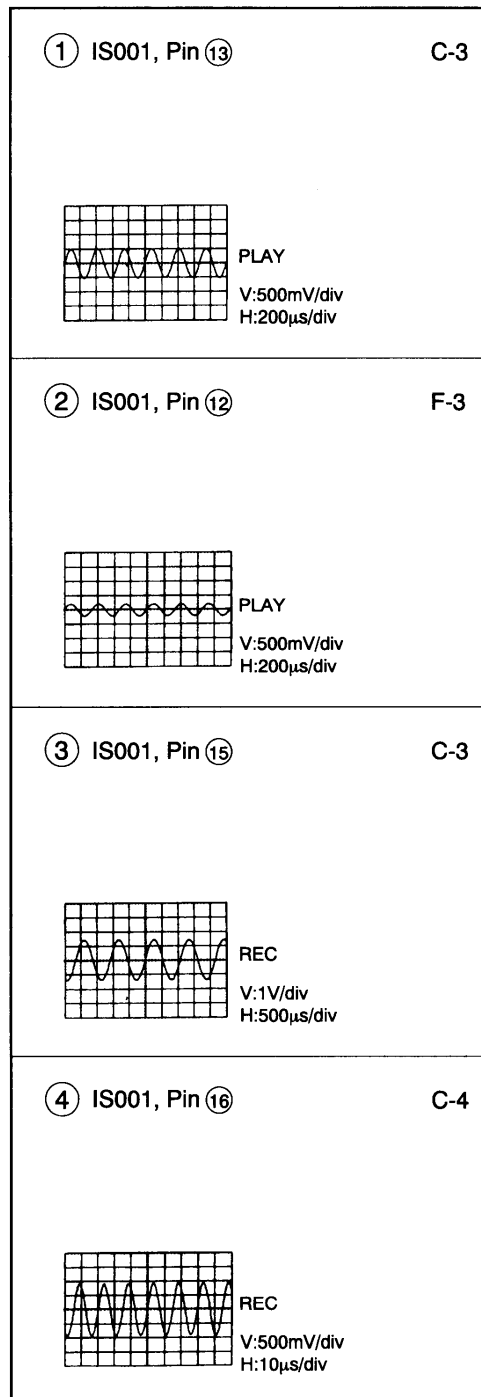 ① IS001, Pin ⑬ C-3
PLAY
V:500mV/div
H:200μs/div
② IS001, Pin ⑫ F-3
PLAY
V:500mV/div
H:200μs/div
③ IS001, Pin ⑮ C-3
REC
V:1V/div
H:500μs/div
④ IS001, Pin ⑯ C-4
REC
V:500mV/div
H:10μs/div